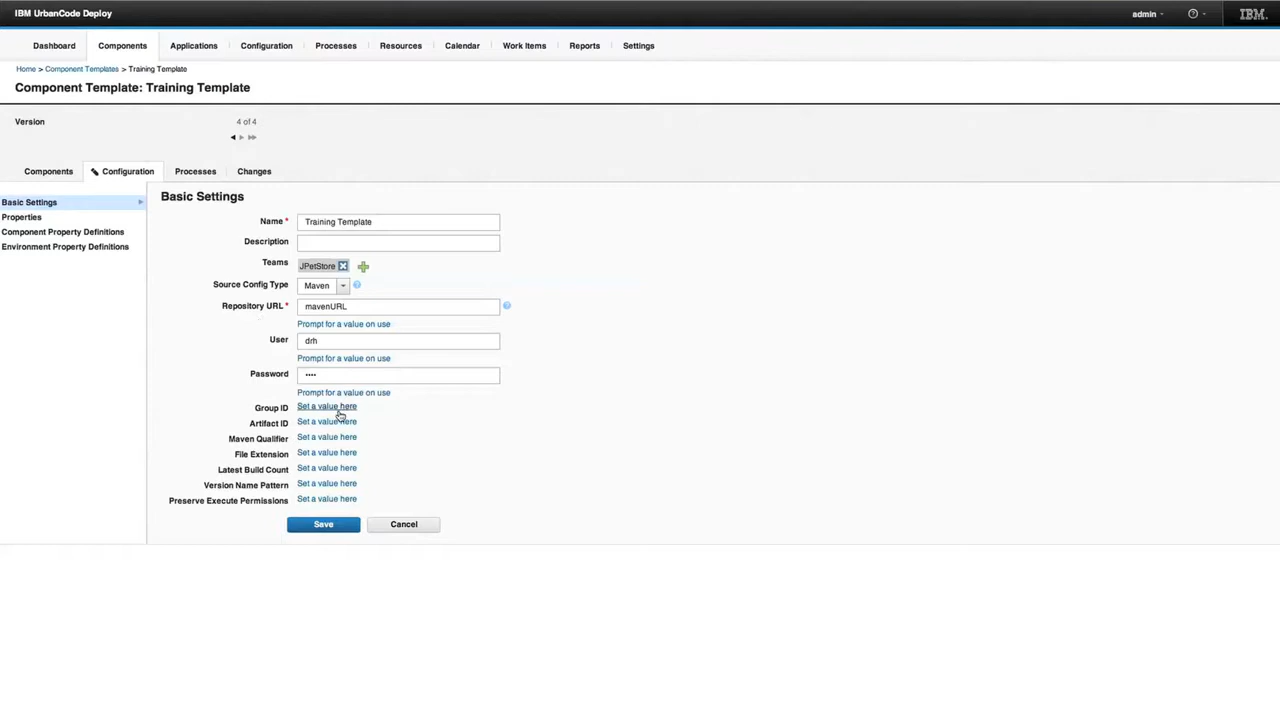 IBM UrbanCode Deploy
admin
IBM
Dashboard Components Applications Configuration Processes Resources Calendar Work Items Reports Settings
Home > Component Templates > Training Template
Component Template: Training Template
Version 4 of 4
Components Configuration Processes Changes
Basic Settings
Properties
Component Property Definitions
Environment Property Definitions
Basic Settings
Name * Training Template
Description
Teams JPetStore
Source Config Type Maven
Repository URL * mavenURL
Prompt for a value on use
User drh
Prompt for a value on use
Password ••••
Prompt for a value on use
Group ID Set a value here
Artifact ID Set a value here
Maven Qualifier Set a value here
File Extension Set a value here
Latest Build Count Set a value here
Version Name Pattern Set a value here
Preserve Execute Permissions Set a value here
Save Cancel